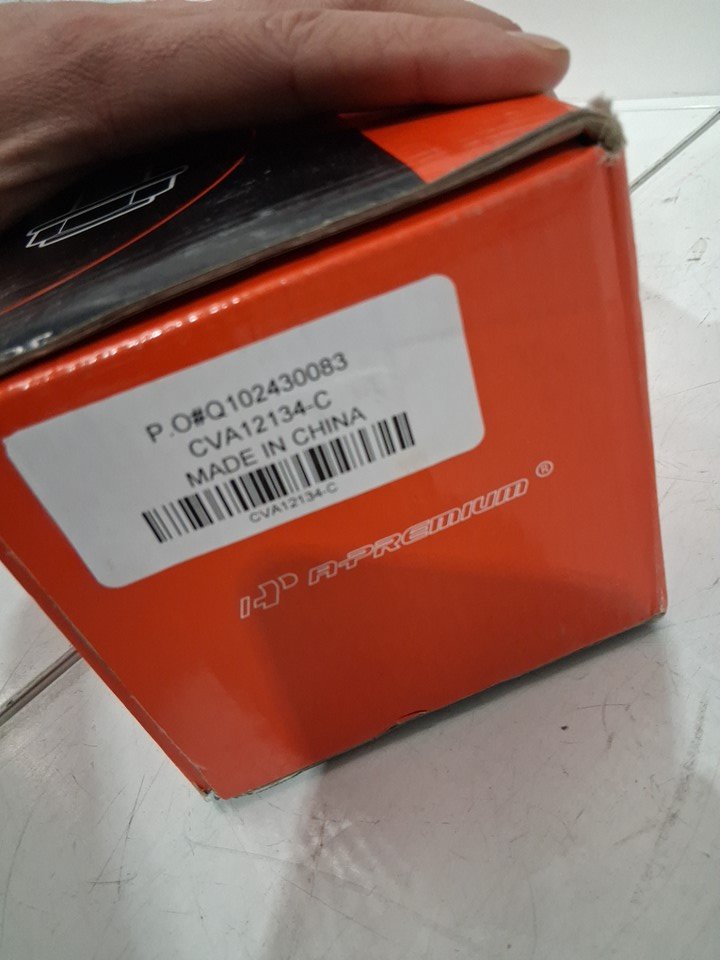 P.O#Q102430083
CVA12134-C
MADE IN CHINA
CVA12134-C
A-PREMIUM ®